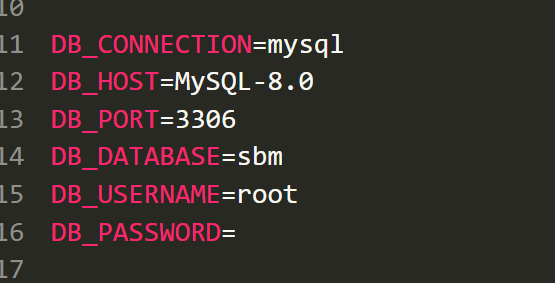 10
11 DB_CONNECTION=mysql
12 DB_HOST=MySQL-8.0
13 DB_PORT=3306
14 DB_DATABASE=sbm
15 DB_USERNAME=root
16 DB_PASSWORD=
17